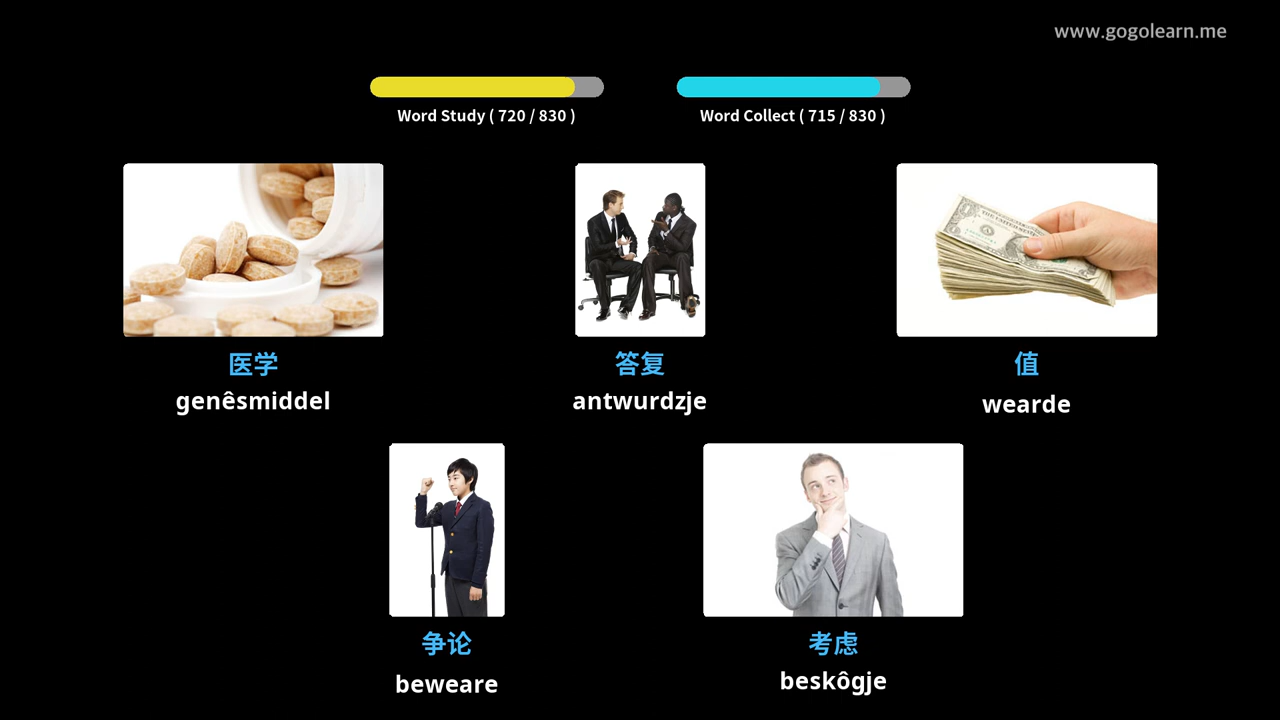 www.gogolearn.me
Word Study ( 720 / 830 )
Word Collect ( 715 / 830 )
医学
genêsmiddel
答复
antwurdzje
值
wearde
争论
beweare
考虑
beskôgje